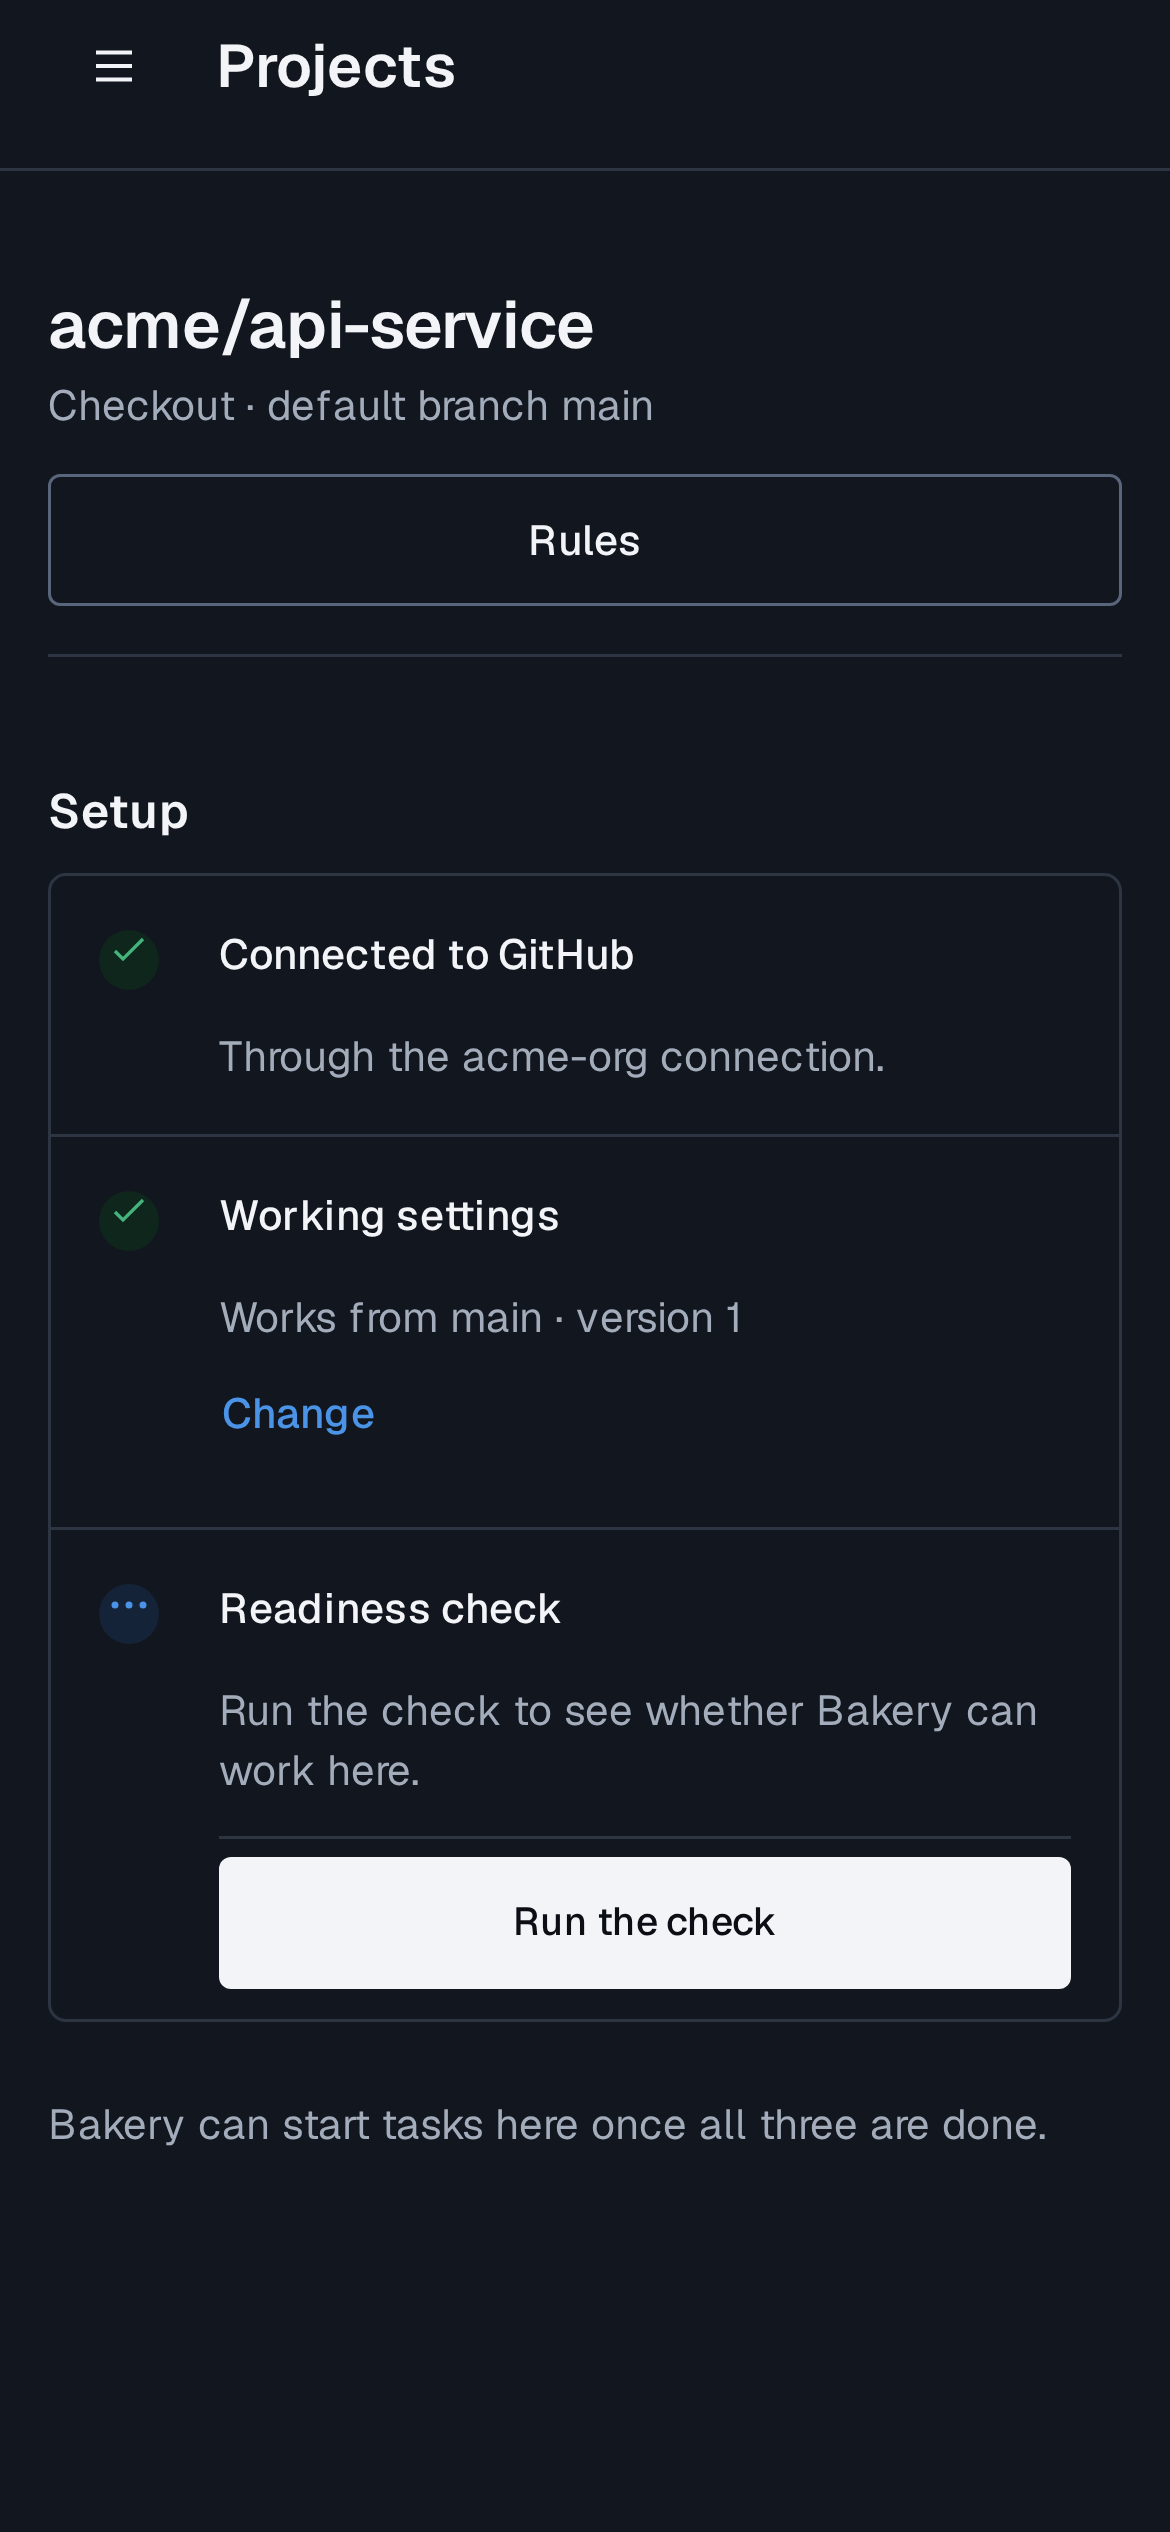 Projects
acme/api-service
Checkout · default branch main
Rules
Setup
Connected to GitHub
Through the acme-org connection.
Working settings
Works from main · version 1
Change
Readiness check
Run the check to see whether Bakery can
work here.
Run the check
Bakery can start tasks here once all three are done.